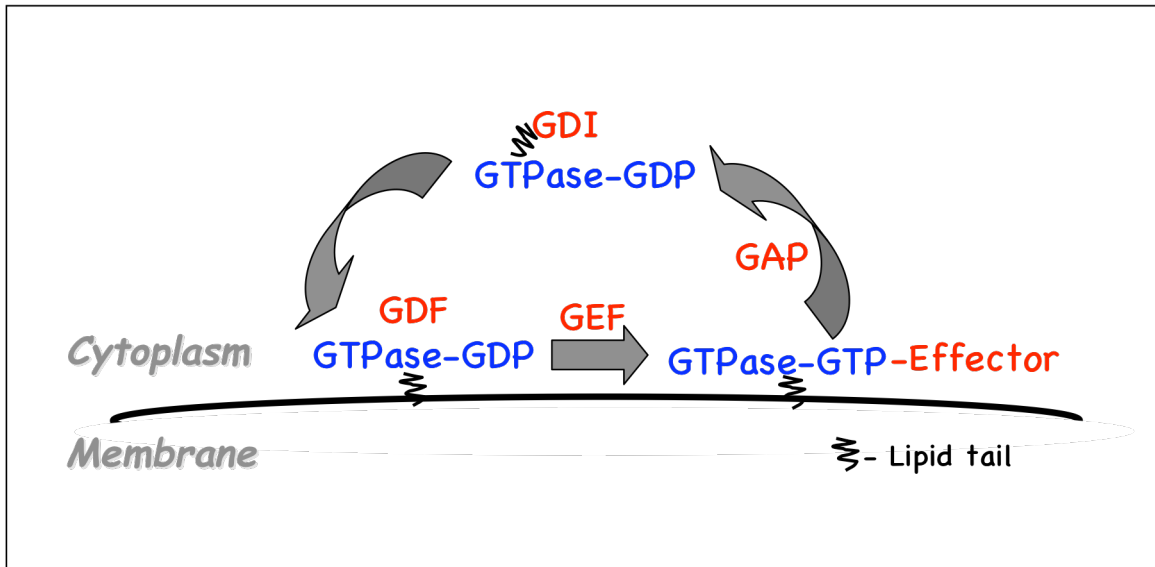 GDI
GTPase-GDP
GAP
GDF
GEF
Cytoplasm
GTPase-GDP
GTPase-GTP-Effector
Membrane
- Lipid tail